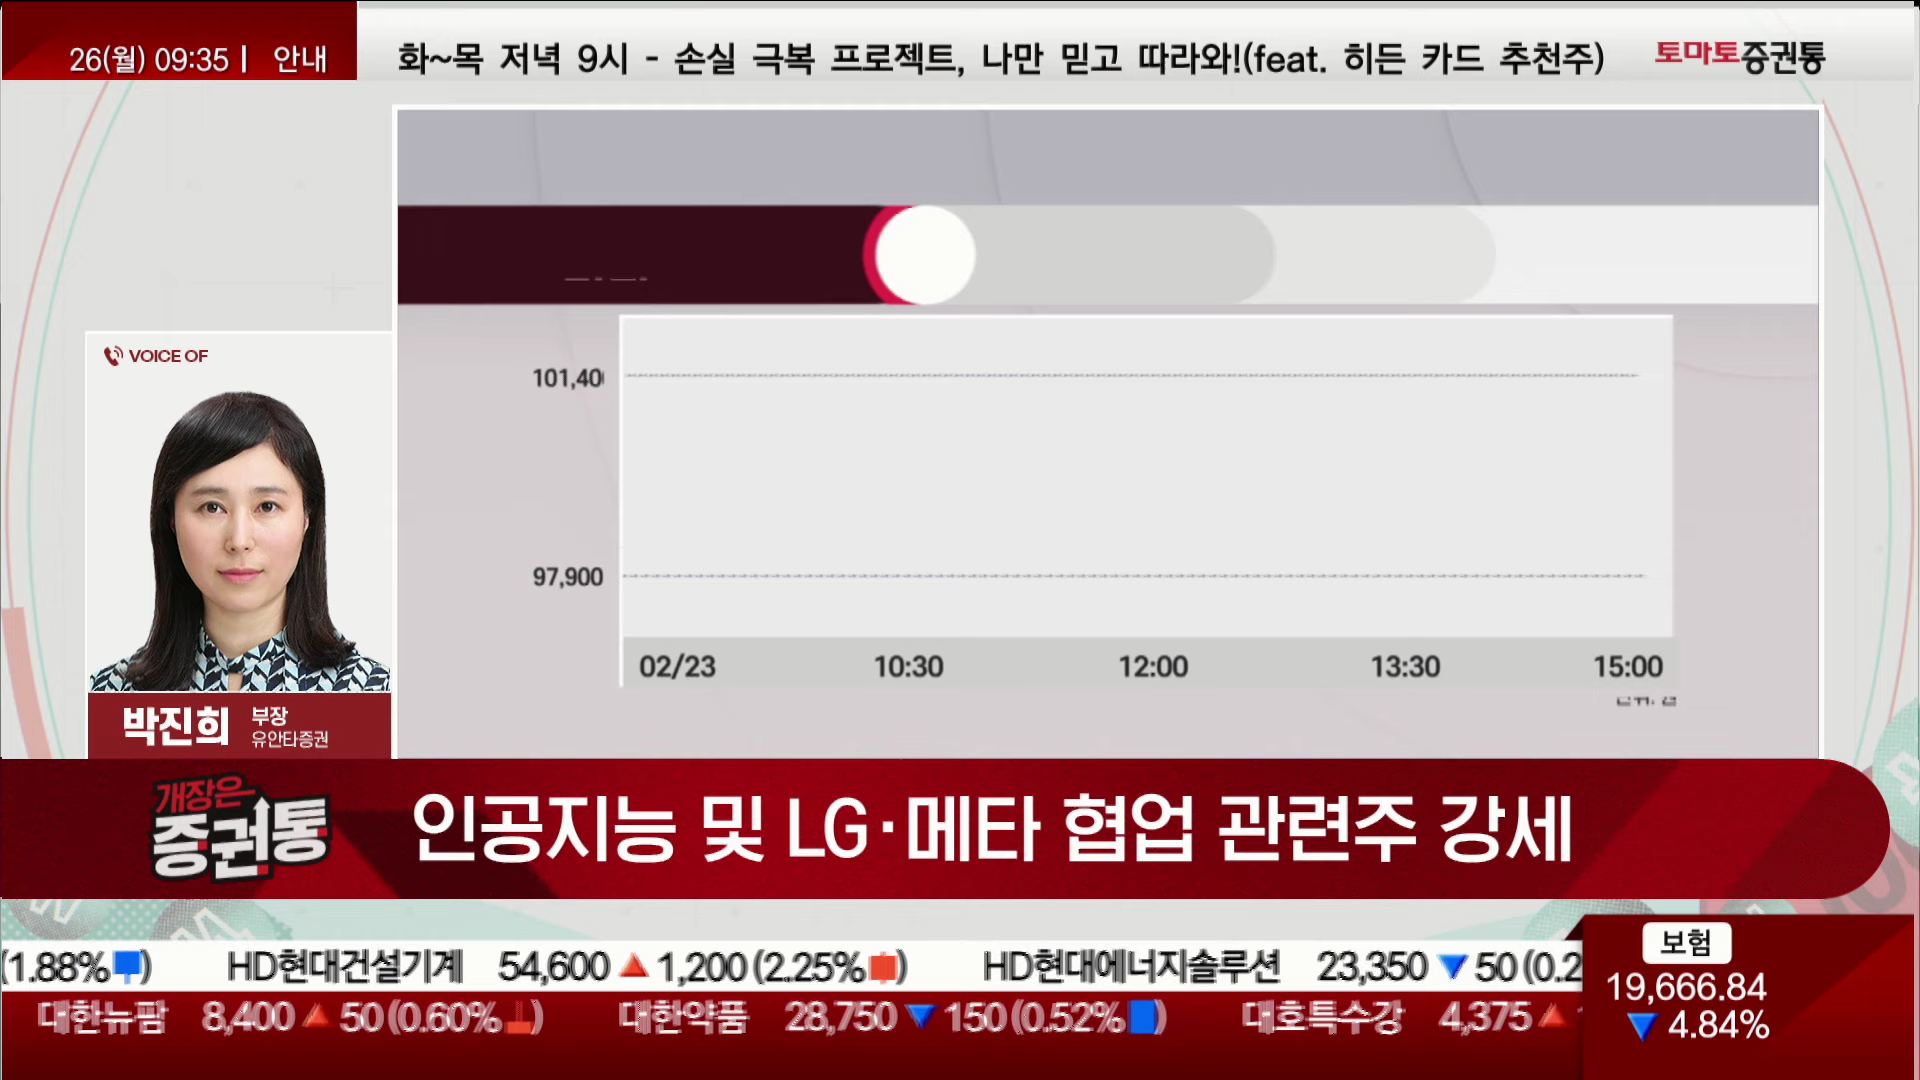 26(월) 09:35 | 안내
화~목 저녁 9시 - 손실 극복 프로젝트, 나만 믿고 따라와!(feat. 히든 카드 추천주)
토마토증권통
101,40
97,900
02/23 10:30 12:00 13:30 15:00
VOICE OF
박진희 부장
유안타증권
개장은
증권통
인공지능 및 LG·메타 협업 관련주 강세
(1.88% ) HD현대건설기계 54,600 ▲ 1,200 (2.25% ) HD현대에너지솔루션 23,350 ▼ 50 (0.2
대한뉴팜 8,400 ▲ 50 (0.60% ) 대한약품 28,750 ▼ 150 (0.52% ) 대호특수강 4,375 ▲
보험
19,666.84
▼ 4.84%